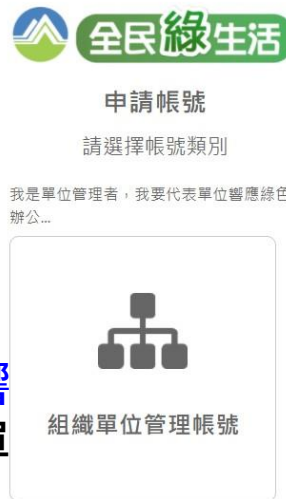 全民綠生活
申請帳號
請選擇帳號類別
我是單位管理者，我要代表單位響應綠色
辦公...
組織單位管理帳號